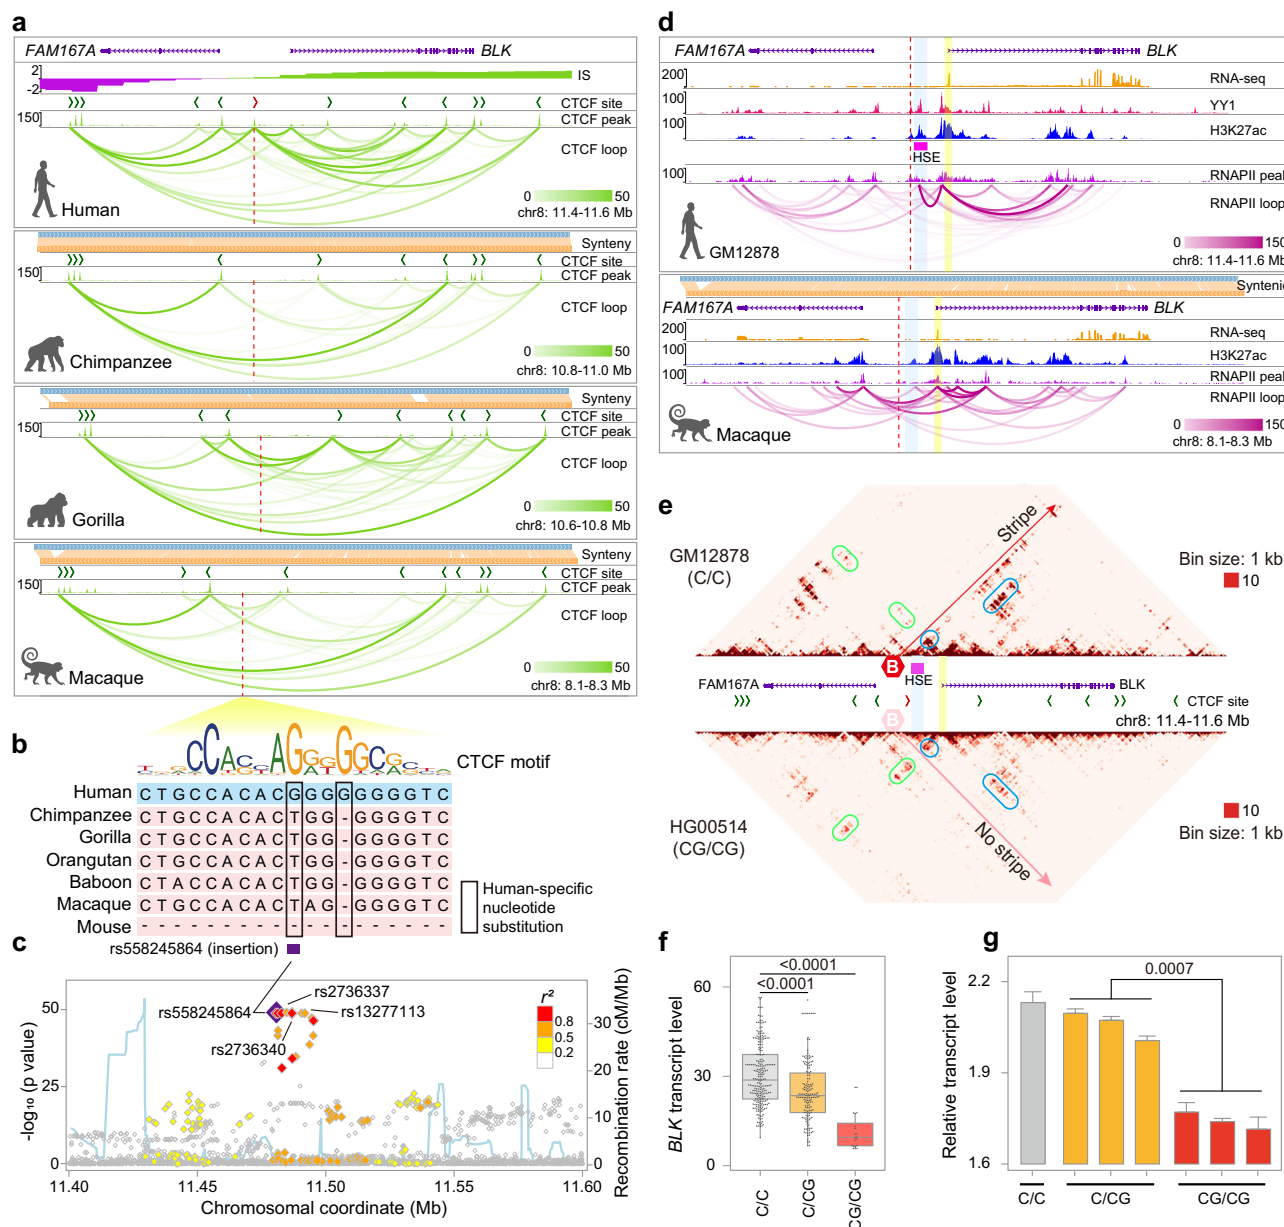 a
FAM167A
BLK
2
-2
IS
CTCF site
150
CTCF peak
CTCF loop
0 50
chr8: 11.4-11.6 Mb
Human
Synteny
CTCF site
150
CTCF peak
CTCF loop
0 50
chr8: 10.8-11.0 Mb
Chimpanzee
Synteny
CTCF site
150
CTCF peak
CTCF loop
0 50
chr8: 10.6-10.8 Mb
Gorilla
Synteny
CTCF site
150
CTCF peak
CTCF loop
0 50
chr8: 8.1-8.3 Mb
Macaque
b
CTCF motif
Human CTGCCACACGGGGGGGGTC
Chimpanzee CTGCCACACTGG-GGGGTC
Gorilla CTGCCACACTGG-GGGGTC
Orangutan CTGCCACACTGG-GGGGTC
Baboon CTACCACACTGG-GGGGTC
Macaque CTGCCACACTAG-GGGGTC
Mouse - - - - - - - - - - - - - - - - - - -
Human-specific
nucleotide
substitution
rs558245864 (insertion)
c
rs2736337
rs558245864
rs13277113
rs2736340
r²
0.8
0.5
0.2
50
25
0
-log₁₀ (p value)
30
20
10
0
Recombination rate (cM/Mb)
11.40 11.45 11.50 11.55 11.60
Chromosomal coordinate (Mb)
d
FAM167A
BLK
200
RNA-seq
100
YY1
100
H3K27ac
HSE
100
RNAPII peak
RNAPII loop
0 150
chr8: 11.4-11.6 Mb
GM12878
Syntenic
FAM167A
BLK
200
RNA-seq
100
H3K27ac
100
RNAPII peak
RNAPII loop
0 150
chr8: 8.1-8.3 Mb
Macaque
e
GM12878
(C/C)
Stripe
Bin size: 1 kb
10
B
HSE
FAM167A
BLK
CTCF site
chr8: 11.4-11.6 Mb
B
HG00514
(CG/CG)
No stripe
10
Bin size: 1 kb
f
<0.0001
<0.0001
60
30
0
BLK transcript level
C/C
C/CG
CG/CG
g
0.0007
2.2
1.9
1.6
Relative transcript level
C/C C/CG CG/CG